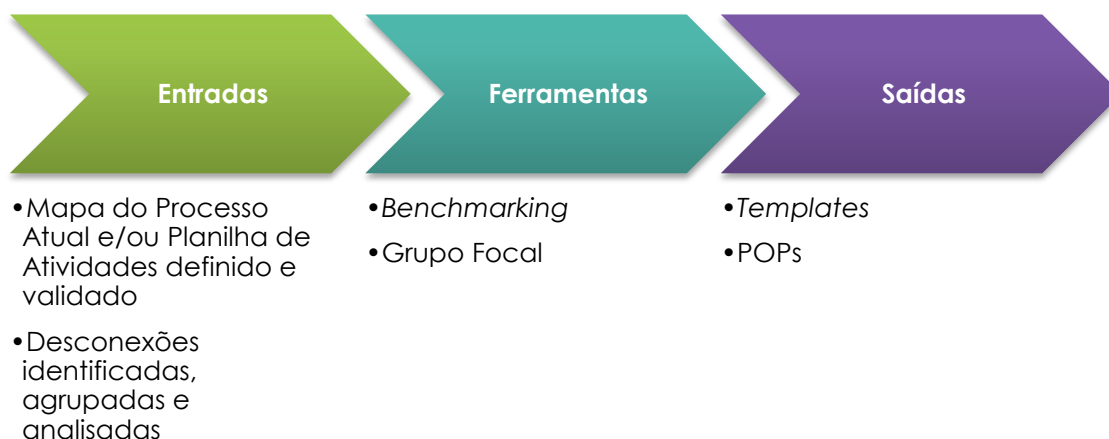 Entradas
Ferramentas
Saídas
•Mapa do Processo
Atual e/ou Planilha de
Atividades definido e
validado
•Desconexões
identificadas,
agrupadas e
analisadas
•Benchmarking
•Grupo Focal
•Templates
•POPs